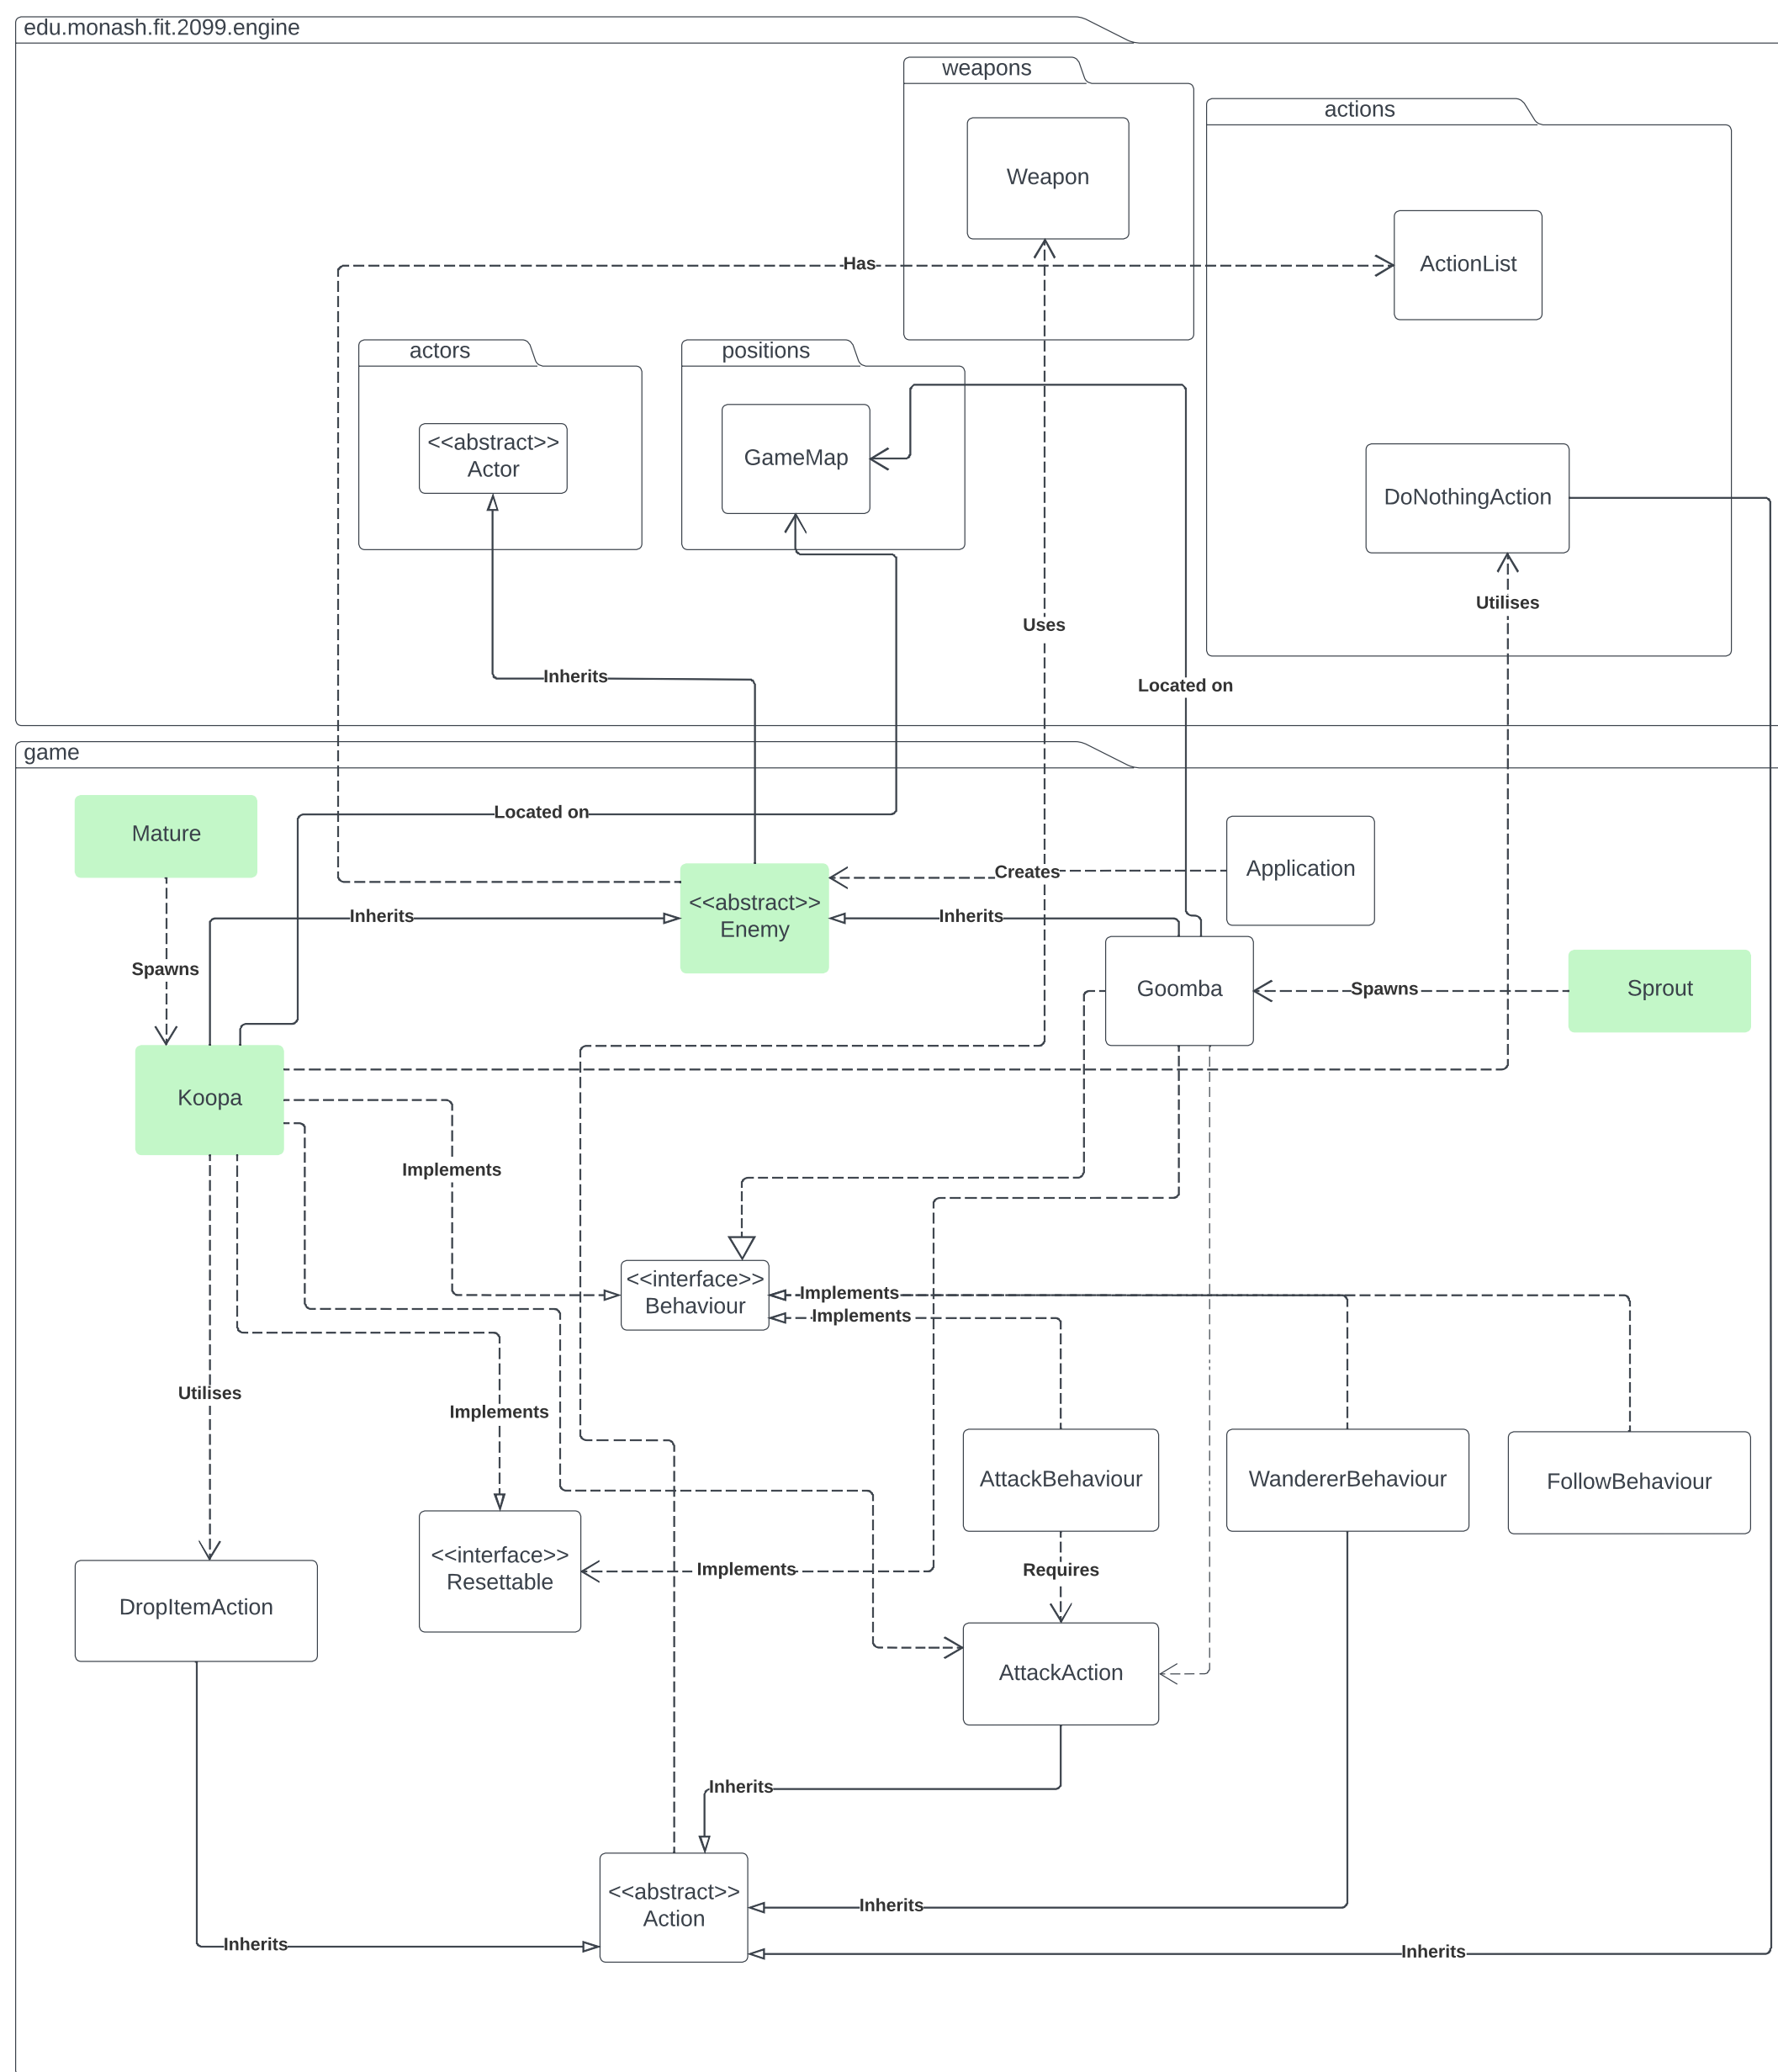 edu.monash.fit.2099.engine
weapons
Weapon
actions
Has
ActionList
actors
positions
<<abstract>>
Actor
GameMap
DoNothingAction
Utilises
Uses
Inherits
Located on
game
Located on
Mature
Application
Creates
<<abstract>>
Enemy
Inherits
Inherits
Spawns
Goomba
Spawns
Sprout
Koopa
Implements
<<interface>>
Behaviour
Implements
Implements
Utilises
Implements
AttackBehaviour
WandererBehaviour
FollowBehaviour
<<interface>>
Resettable
Implements
Requires
DropItemAction
AttackAction
Inherits
<<abstract>>
Action
Inherits
Inherits
Inherits